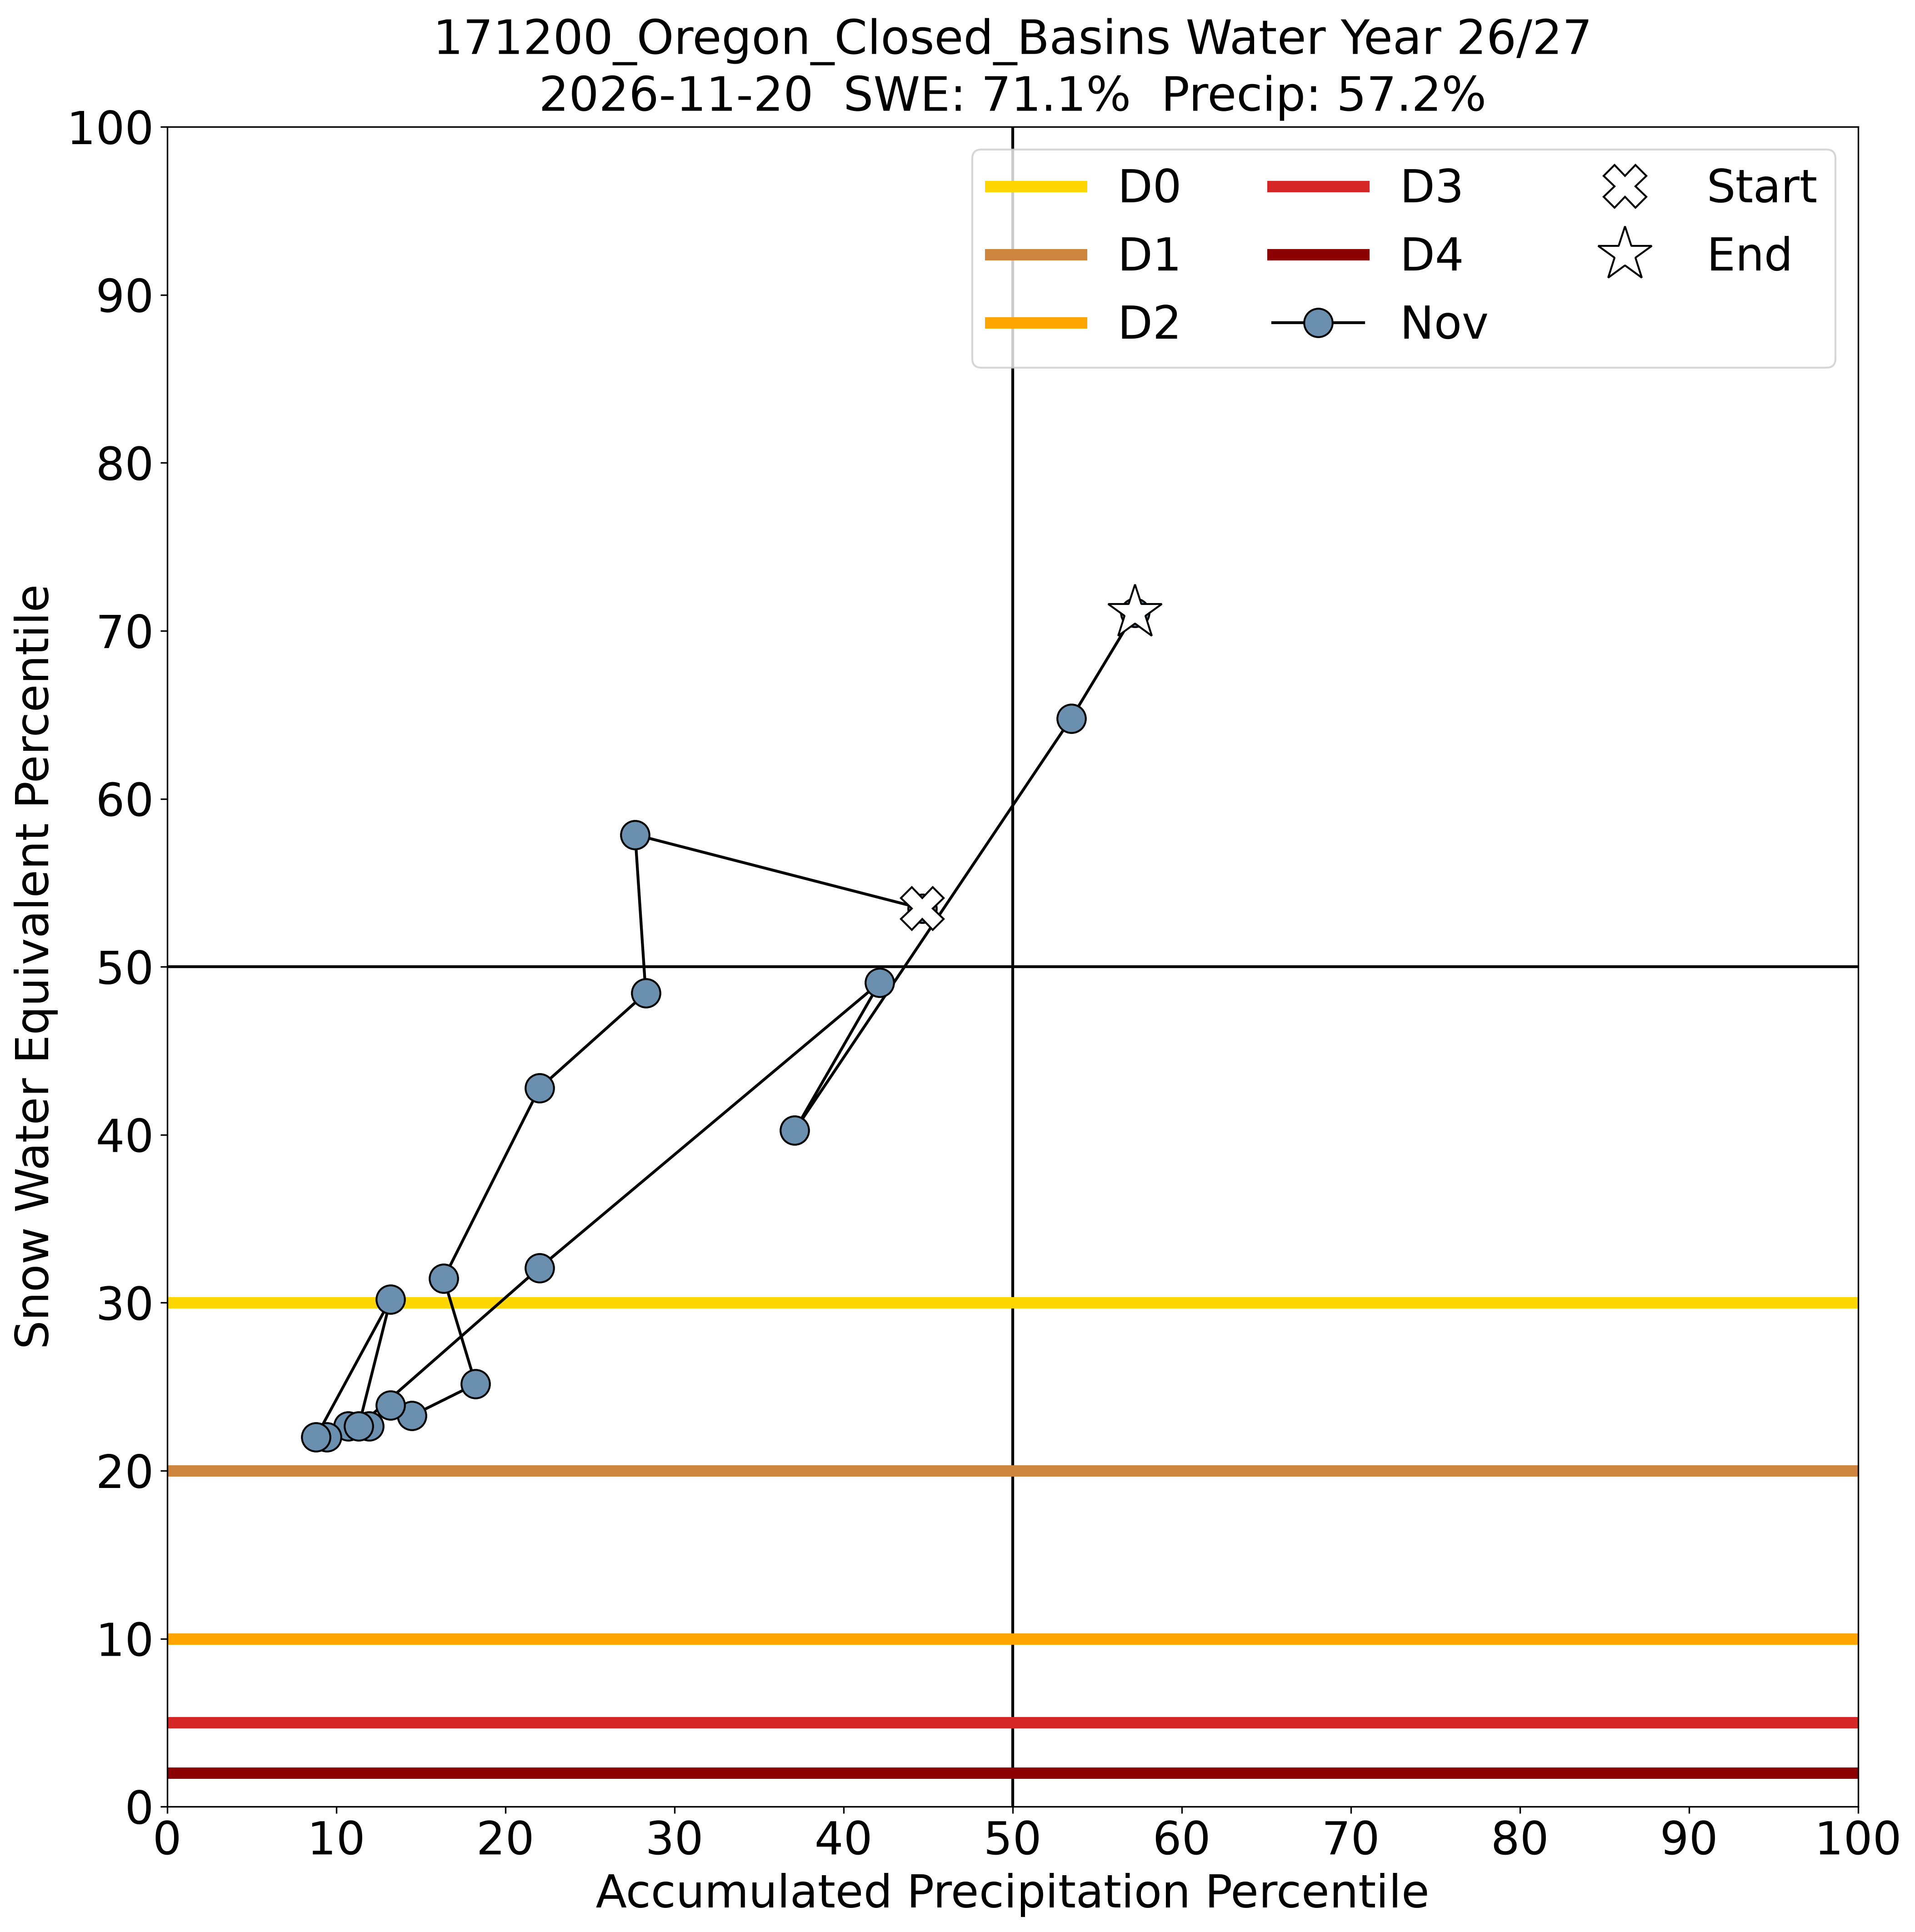 171200_Oregon_Closed_Basins Water Year 26/27
2026-11-20 SWE: 71.1% Precip: 57.2%
100
90
80
70
60
50
40
30
20
10
0
Snow Water Equivalent Percentile
D0
D1
D2
D3
D4
Nov
Start
End
0 10 20 30 40 50 60 70 80 90 100
Accumulated Precipitation Percentile